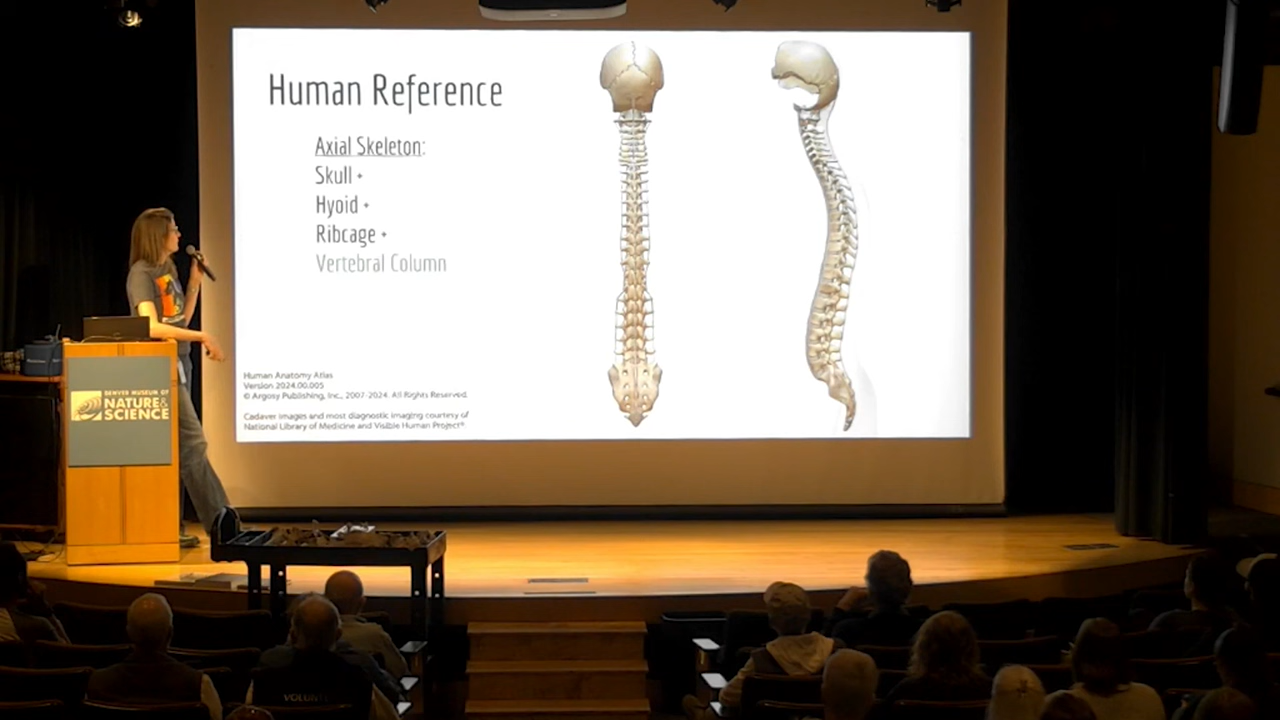 Human Reference
Axial Skeleton:
Skull +
Hyoid +
Ribcage +
Vertebral Column
Human Anatomy Atlas
Version 2024.00.005
© Argosy Publishing, Inc., 2007-2024. All Rights Reserved.
Cadaver images and most diagnostic imaging courtesy of
National Library of Medicine and Visible Human Project®.
DENVER MUSEUM OF
NATURE &
SCIENCE